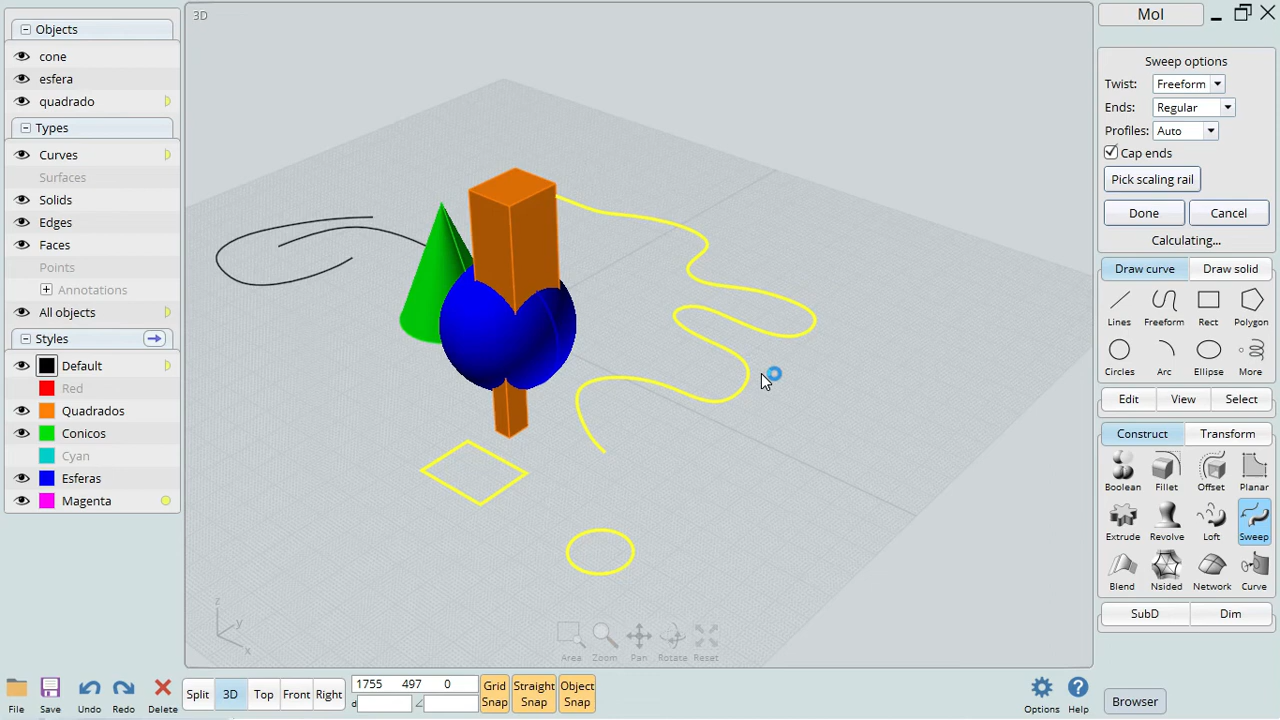 Objects
cone
esfera
quadrado
Types
Curves
Surfaces
Solids
Edges
Faces
Points
Annotations
All objects
Styles
Default
Red
Quadrados
Conicos
Cyan
Esferas
Magenta
3D
z
y
x
Area Zoom Pan Rotate Reset
MoI
Sweep options
Twist: Freeform
Ends: Regular
Profiles: Auto
Cap ends
Pick scaling rail
Done Cancel
Calculating...
Draw curve Draw solid
Lines Freeform Rect Polygon
Circles Arc Ellipse More
Edit View Select
Construct Transform
Boolean Fillet Offset Planar
Extrude Revolve Loft Sweep
Blend Nsided Network Curve
SubD Dim
File Save Undo Redo Delete
Split 3D Top Front Right
1755 497 0
d
Grid Snap
Straight Snap
Object Snap
Options Help
Browser